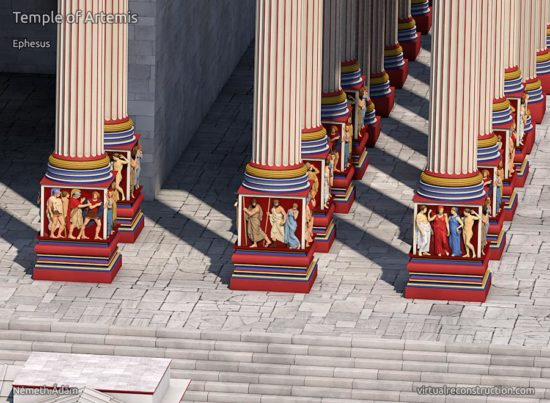 Temple of Artemis
Ephesus
Németh Ádám
virtualreconstruction.com